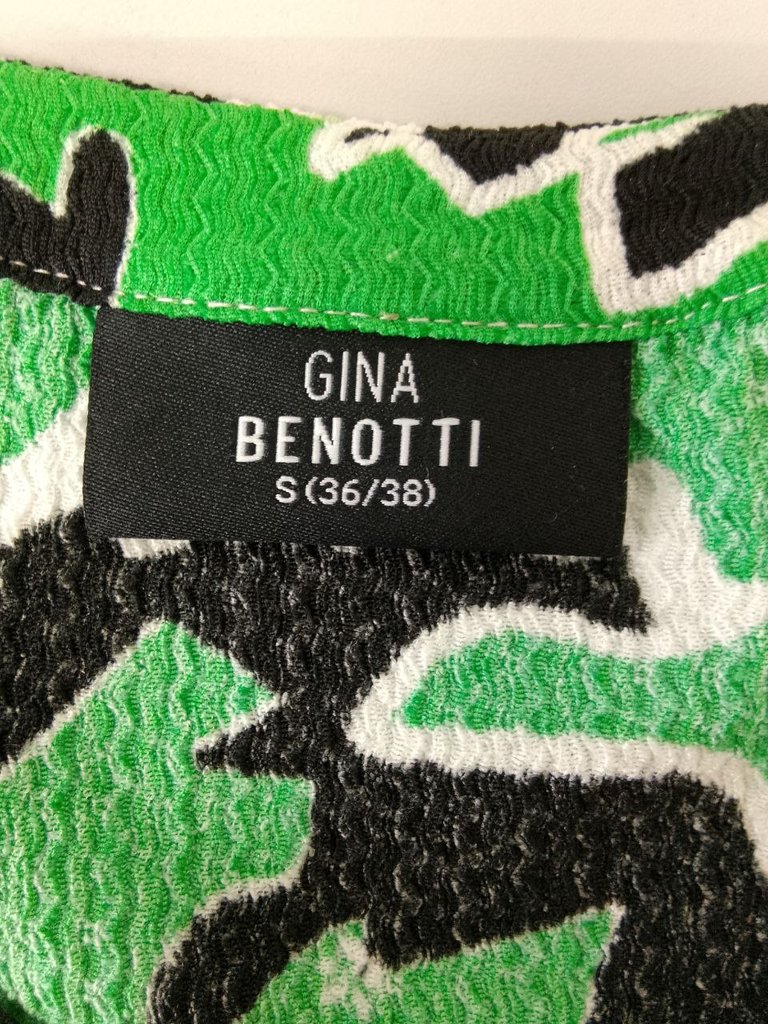 GINA
BENOTTI
S (36/38)